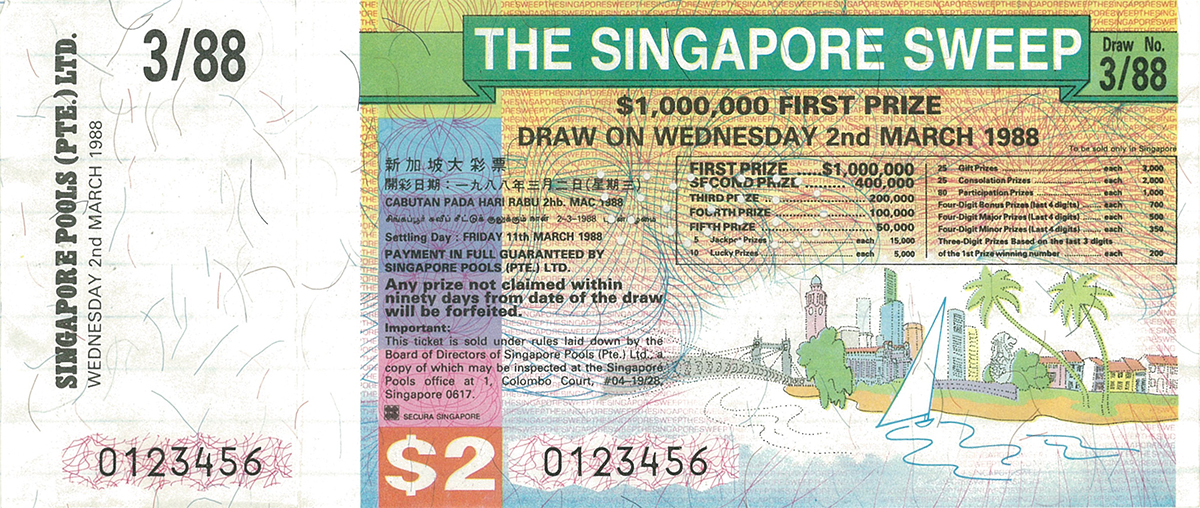 SINGAPORE POOLS (PTE.) LTD.
WEDNESDAY 2nd MARCH 1988
3/88
0123456
THE SINGAPORE SWEEP
Draw No.
3/88
$1,000,000 FIRST PRIZE
DRAW ON WEDNESDAY 2nd MARCH 1988
To be sold only in Singapore
新加坡大彩票
開彩日期：一九八八年三月二日(星期三)
CABUTAN PADA HARI RABU 2hb. MAC 1988
சிங்கப்பூர் சுவீப் சீட்டுக் குலுக்கும் நாள் 2-3-1988
Settling Day : FRIDAY 11th MARCH 1988
PAYMENT IN FULL GUARANTEED BY
SINGAPORE POOLS (PTE.) LTD.
Any prize not claimed within
ninety days from date of the draw
will be forfeited.
Important:
This ticket is sold under rules laid down by the
Board of Directors of Singapore Pools (Pte.) Ltd., a
copy of which may be inspected at the Singapore
Pools office at 1, Colombo Court, #04-19/28,
Singapore 0617.
SECURA SINGAPORE
$2
0123456
FIRST PRIZE ...... $1,000,000
SECOND PRIZE ......... 400,000
THIRD PRIZE ............ 200,000
FOURTH PRIZE .......... 100,000
FIFTH PRIZE ............ 50,000
Jackpot Prizes ............ each 15,000
10 Lucky Prizes ............ each 5,000
25 Gift Prizes ............ each 3,000
25 Consolation Prizes ............ each 2,000
80 Participation Prizes ............ each 1,000
Four-Digit Bonus Prizes (last 4 digits) .... each 700
Four-Digit Major Prizes (Last 4 digits) .... each 500
Four-Digit Minor Prizes (Last 4 digits) .... each 350
Three-Digit Prizes Based on the last 3 digits
of the 1st Prize winning number ............ each 200